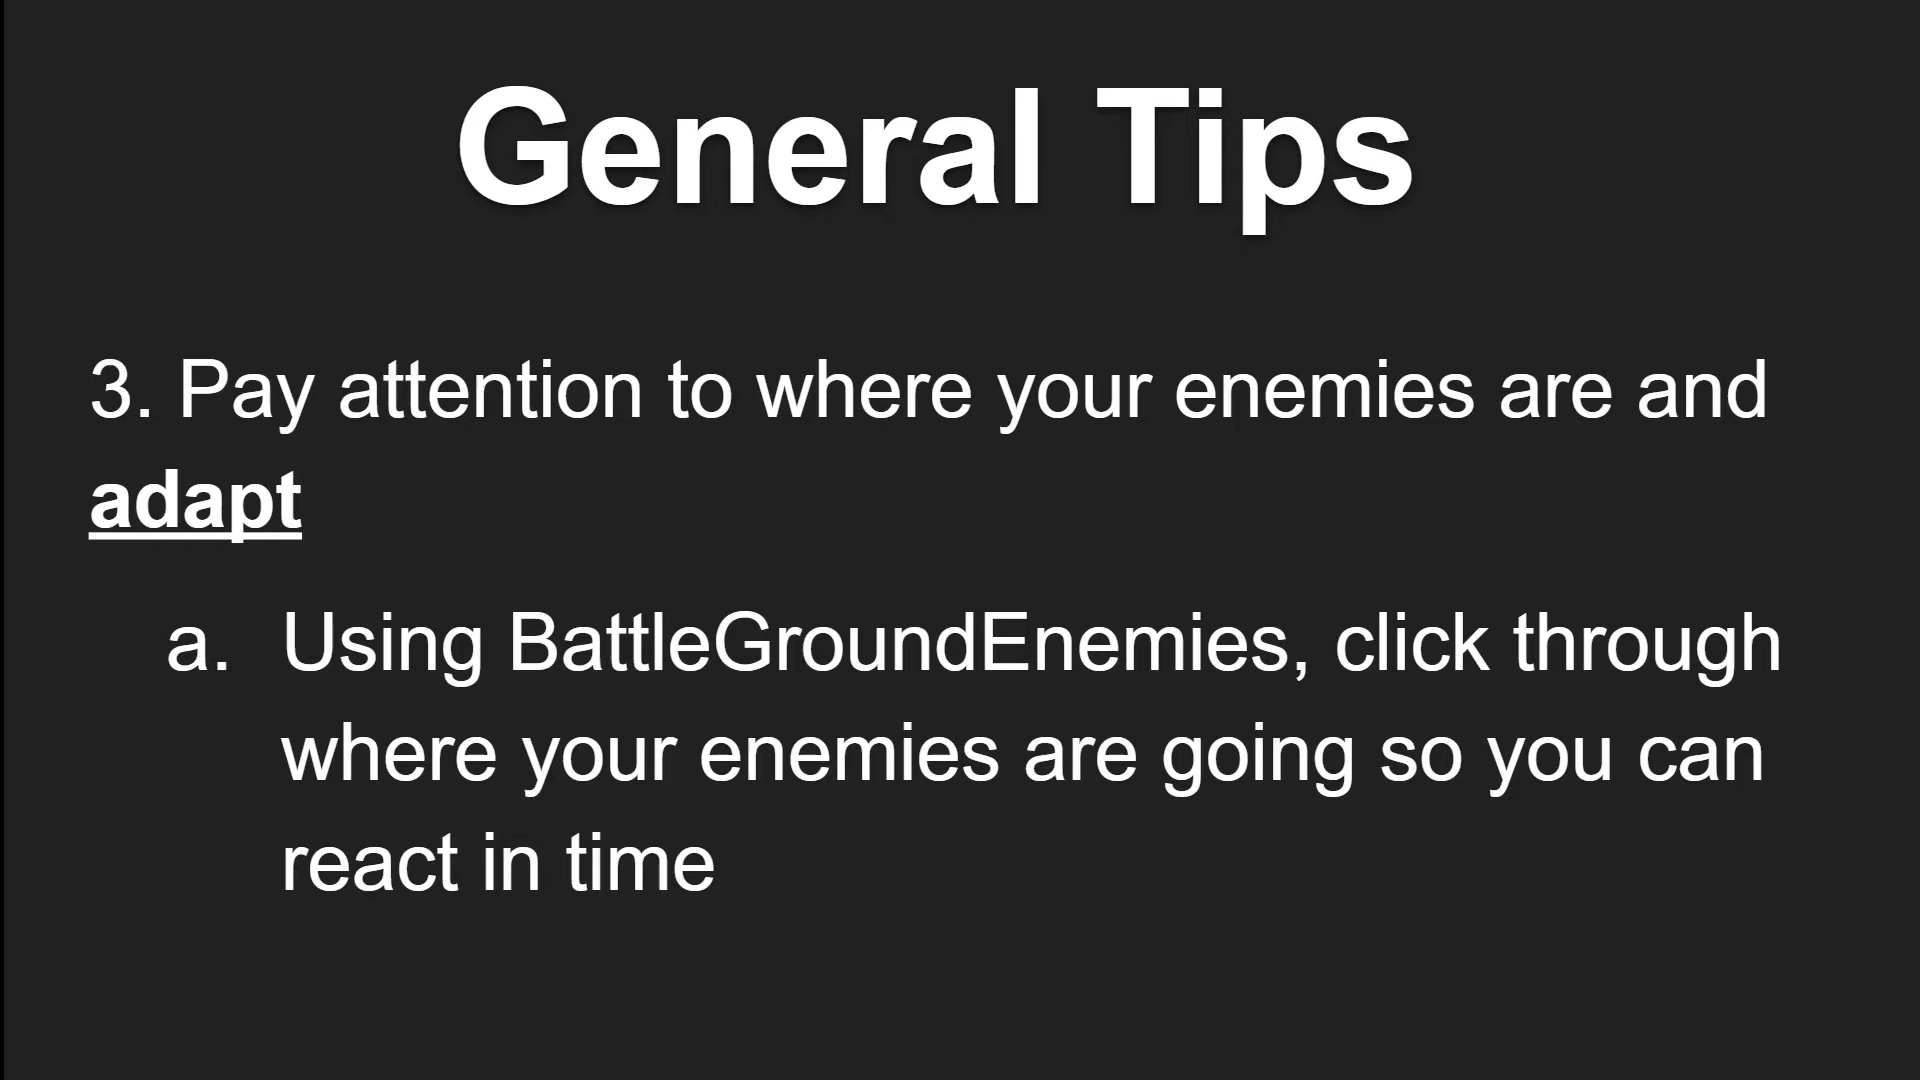 General Tips
3. Pay attention to where your enemies are and
adapt
a. Using BattleGroundEnemies, click through
where your enemies are going so you can
react in time